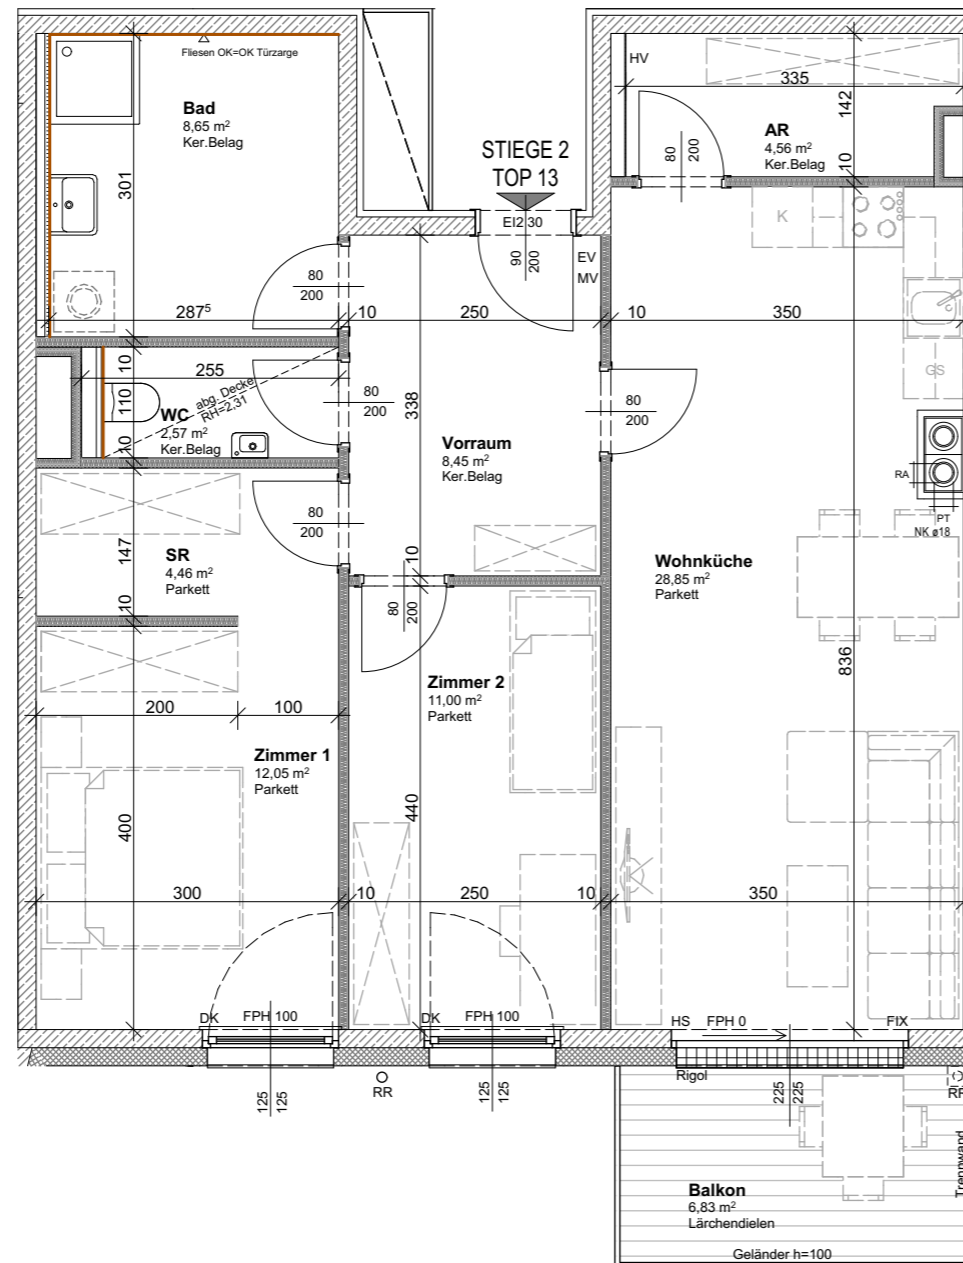 Fliesen OK=OK Türzarge
HV
335
142
Bad
8,65 m²
Ker.Belag
AR
4,56 m²
Ker.Belag
80
200
10
STIEGE 2
TOP 13
301
EI2 30
90
200
EV
MV
K
80
200
287⁵
10
250
10
350
10
255
abg. Decke
RH=2,31
GS
110
WC
2,57 m²
Ker.Belag
80
200
338
80
200
10
Vorraum
8,45 m²
Ker.Belag
RA
PT
NK ø18
80
200
147
SR
4,46 m²
Parkett
10
Wohnküche
28,85 m²
Parkett
10
80
200
836
200
100
Zimmer 2
11,00 m²
Parkett
Zimmer 1
12,05 m²
Parkett
440
400
300
10
250
10
350
DK
FPH 100
DK
FPH 100
HS
FPH 0
FIX
RR
Rigol
RR
125
125
125
125
225
225
Trennwand
Balkon
6,83 m²
Lärchendielen
Geländer h=100